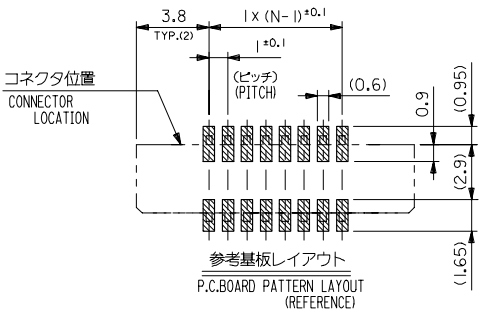 3.8
TYP.(2)
1×(N-1)±0.1
1±0.1
(ピッチ)
(PITCH)
(0.6)
0.9
(0.95)
(2.9)
(1.65)
コネクタ位置
CONNECTOR
LOCATION
参考基板レイアウト
P.C.BOARD PATTERN LAYOUT
(REFERENCE)